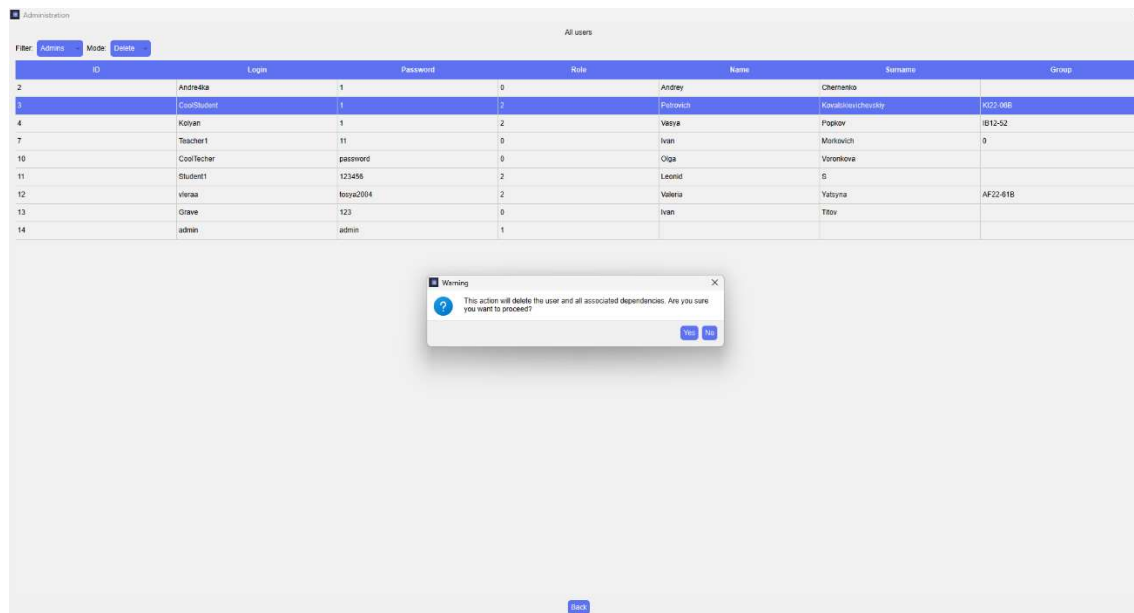 Administration
All users
Filter: Admins Mode: Delete
ID Login Password Role Name Surname Group
2 Andre4ka 1 0 Andrey Chernenko
3 CoolStudent 1 2 Petrovich Kovalskievichevskiy KI22-06B
4 Kolyan 1 2 Vasya Popkov IB12-52
7 Teacher1 11 0 Ivan Morkovich 0
10 CoolTecher password 0 Olga Voronkova
11 Student1 123456 2 Leonid S
12 vleraa tosya2004 2 Valeria Yatsyna AF22-61B
13 Grave 123 0 Ivan Titov
14 admin admin 1
Warning
This action will delete the user and all associated dependencies. Are you sure
you want to proceed?
Yes No
Back